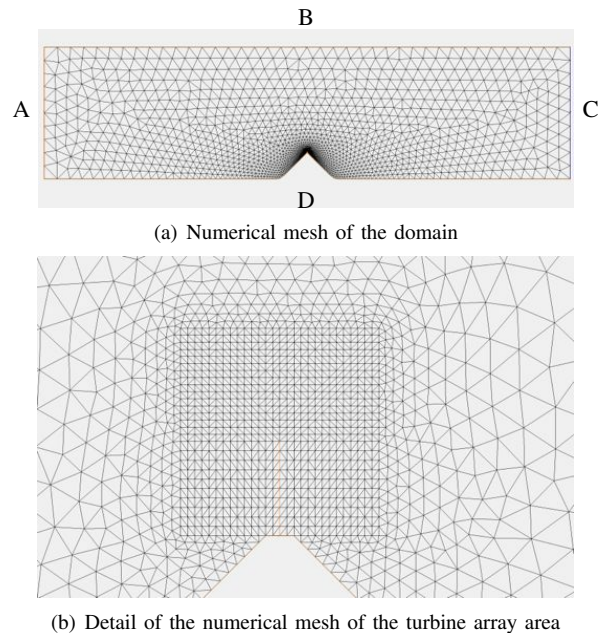 B
A
C
D
(a) Numerical mesh of the domain
(b) Detail of the numerical mesh of the turbine array area